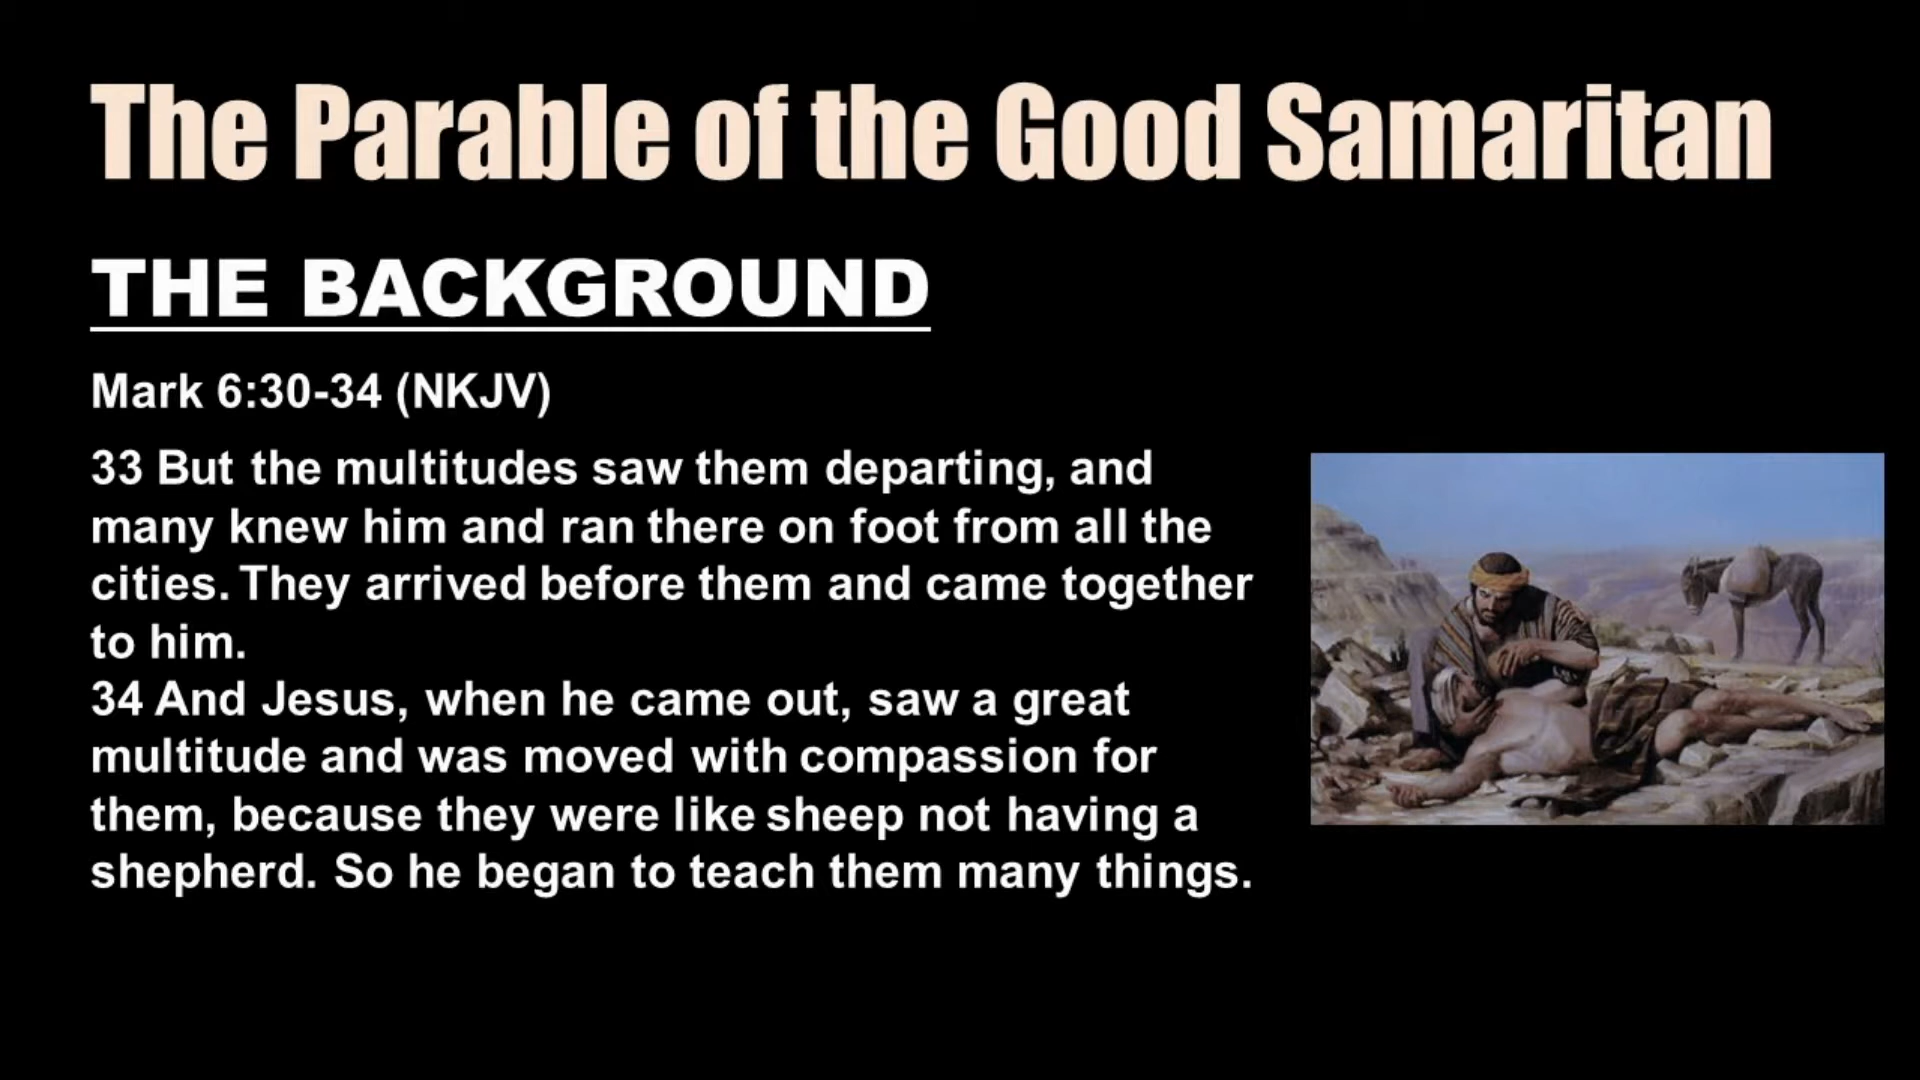 The Parable of the Good Samaritan
THE BACKGROUND
Mark 6:30-34 (NKJV)
33 But the multitudes saw them departing, and
many knew him and ran there on foot from all the
cities. They arrived before them and came together
to him.
34 And Jesus, when he came out, saw a great
multitude and was moved with compassion for
them, because they were like sheep not having a
shepherd. So he began to teach them many things.